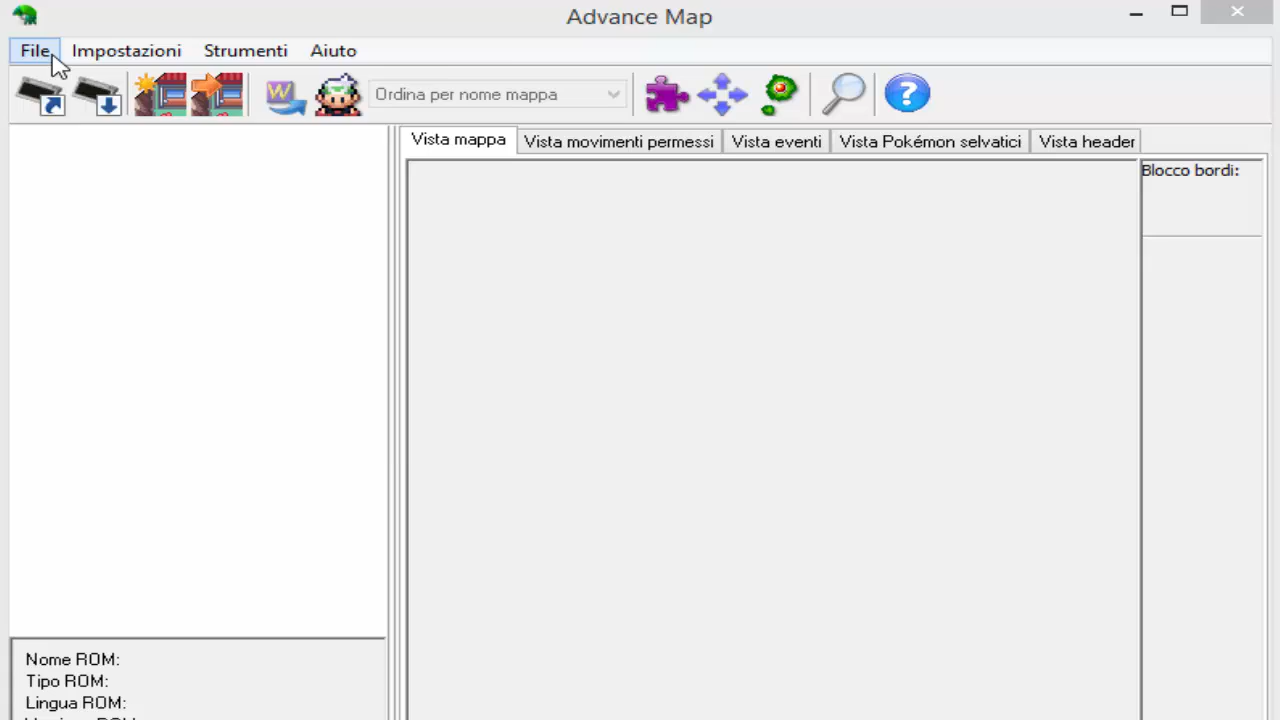 Advance Map
File Impostazioni Strumenti Aiuto
W Ordina per nome mappa ?
Vista mappa Vista movimenti permessi Vista eventi Vista Pokémon selvatici Vista header
Blocco bordi:
Nome ROM:
Tipo ROM:
Lingua ROM: